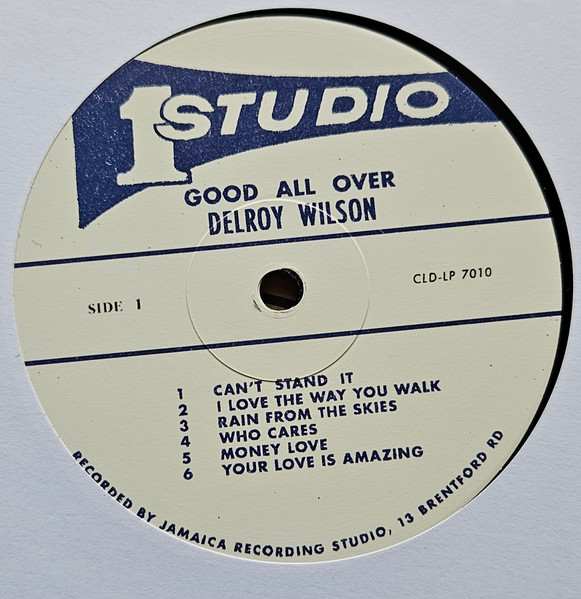 1 STUDIO
GOOD ALL OVER
DELROY WILSON
SIDE 1
CLD-LP 7010
1 CAN'T STAND IT
2 I LOVE THE WAY YOU WALK
3 RAIN FROM THE SKIES
4 WHO CARES
5 MONEY LOVE
6 YOUR LOVE IS AMAZING
RECORDED BY JAMAICA RECORDING STUDIO, 13 BRENTFORD RD